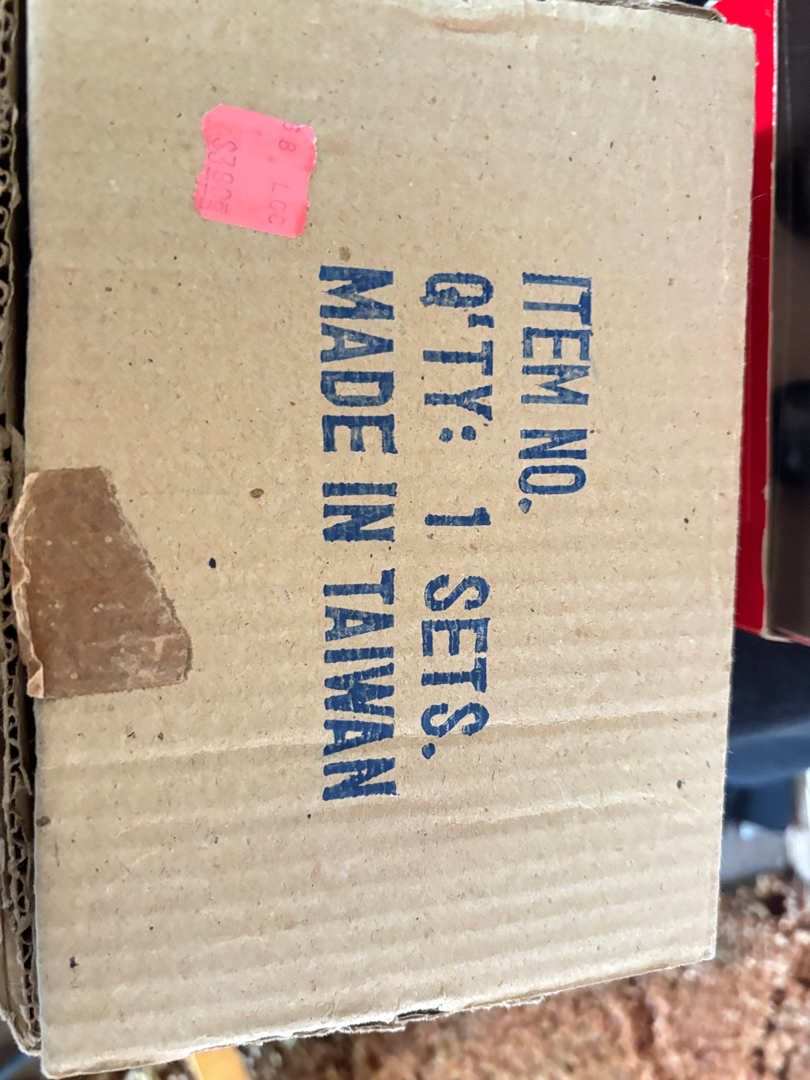 ITEM NO.
Q'TY: 1 SETS.
MADE IN TAIWAN